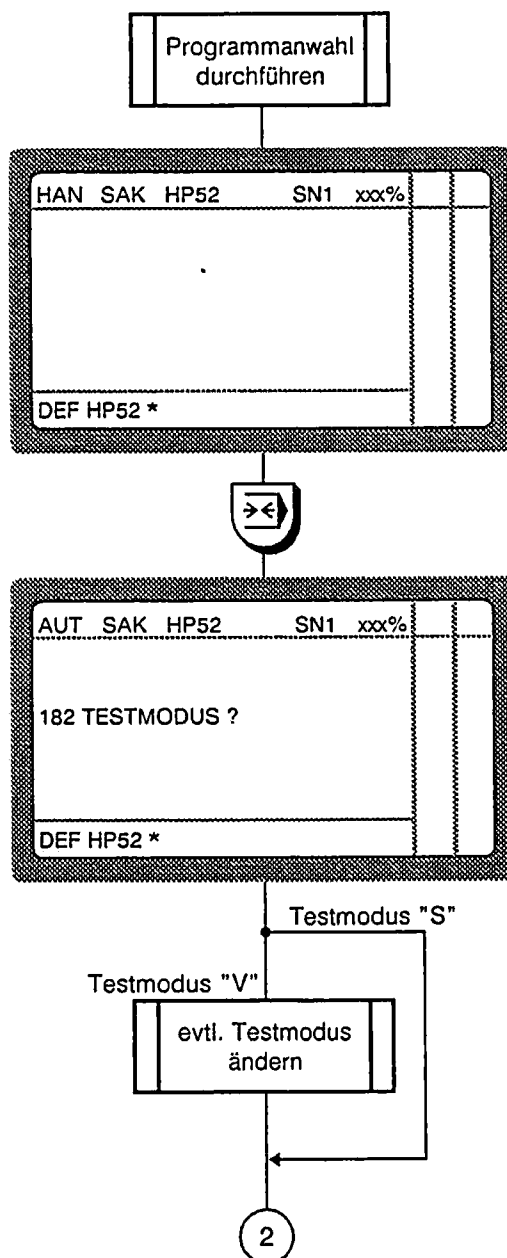 Programmanwahl
durchführen
HAN SAK HP52 SN1 xxx%
DEF HP52 *
AUT SAK HP52 SN1 xxx%
182 TESTMODUS ?
DEF HP52 *
Testmodus "S"
Testmodus "V"
evtl. Testmodus
ändern
2